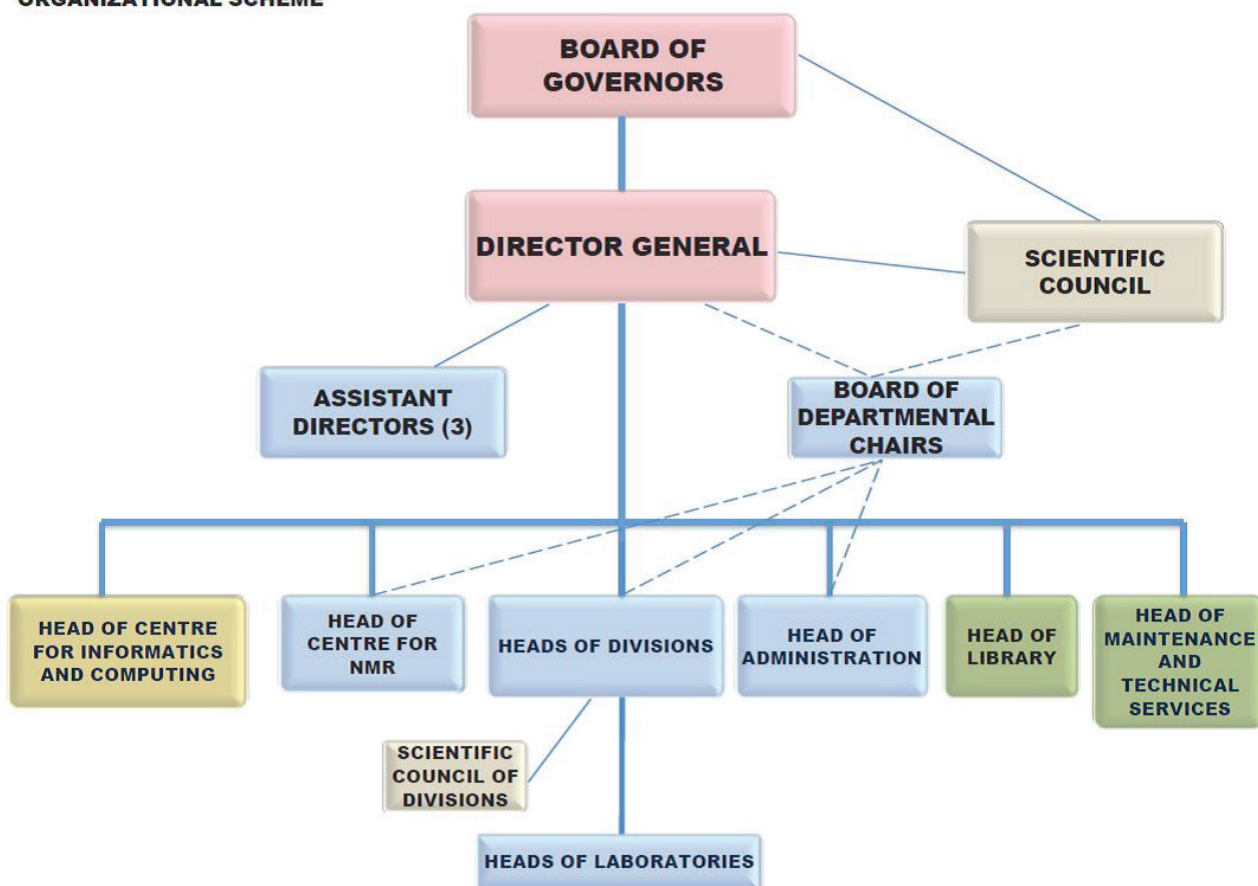 ORGANIZATIONAL SCHEME
BOARD OF
GOVERNORS
DIRECTOR GENERAL
SCIENTIFIC
COUNCIL
ASSISTANT
DIRECTORS (3)
BOARD OF
DEPARTMENTAL
CHAIRS
HEAD OF CENTRE
FOR INFORMATICS
AND COMPUTING
HEAD OF
CENTRE FOR
NMR
HEADS OF DIVISIONS
HEAD OF
ADMINISTRATION
HEAD OF
LIBRARY
HEAD OF
MAINTENANCE
AND
TECHNICAL
SERVICES
SCIENTIFIC
COUNCIL OF
DIVISIONS
HEADS OF LABORATORIES